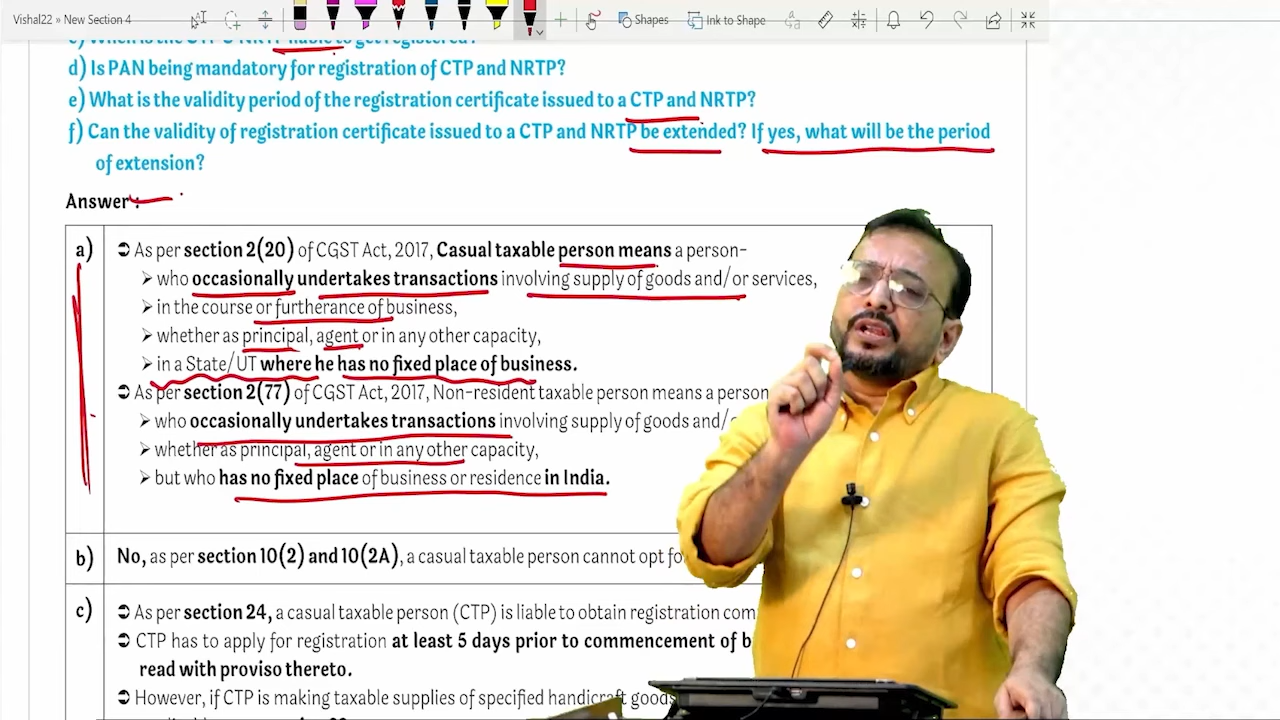 Vishal22 » New Section 4
Shapes
Ink to Shape
liable to get registered?
d) Is PAN being mandatory for registration of CTP and NRTP?
e) What is the validity period of the registration certificate issued to a CTP and NRTP?
f) Can the validity of registration certificate issued to a CTP and NRTP be extended? If yes, what will be the period
of extension?
Answer :
a)
➲ As per section 2(20) of CGST Act, 2017, Casual taxable person means a person-
➤ who occasionally undertakes transactions involving supply of goods and/or services,
➤ in the course or furtherance of business,
➤ whether as principal, agent or in any other capacity,
➤ in a State/UT where he has no fixed place of business.
➲ As per section 2(77) of CGST Act, 2017, Non-resident taxable person means a person
➤ who occasionally undertakes transactions involving supply of goods and/
➤ whether as principal, agent or in any other capacity,
➤ but who has no fixed place of business or residence in India.
b)
No, as per section 10(2) and 10(2A), a casual taxable person cannot opt fo
c)
➲ As per section 24, a casual taxable person (CTP) is liable to obtain registration com
➲ CTP has to apply for registration at least 5 days prior to commencement of b
read with proviso thereto.
➲ However, if CTP is making taxable supplies of specified handicraft goods